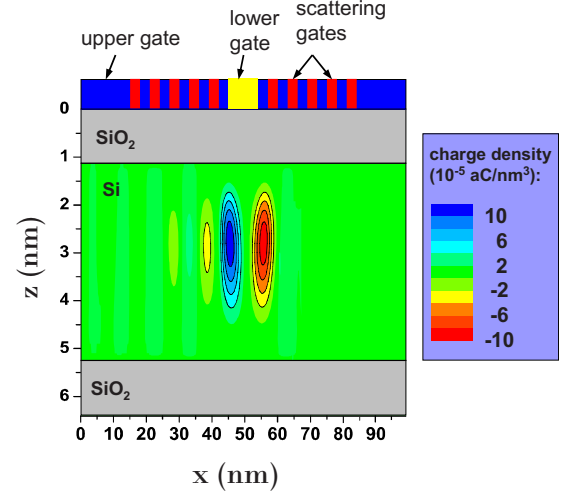 upper gate
lower
gate
scattering
gates
0
1
2
3
4
5
6
z (nm)
SiO2
Si
SiO2
0 10 20 30 40 50 60 70 80 90
x (nm)
charge density
(10⁻⁵ aC/nm³):
10
6
2
-2
-6
-10